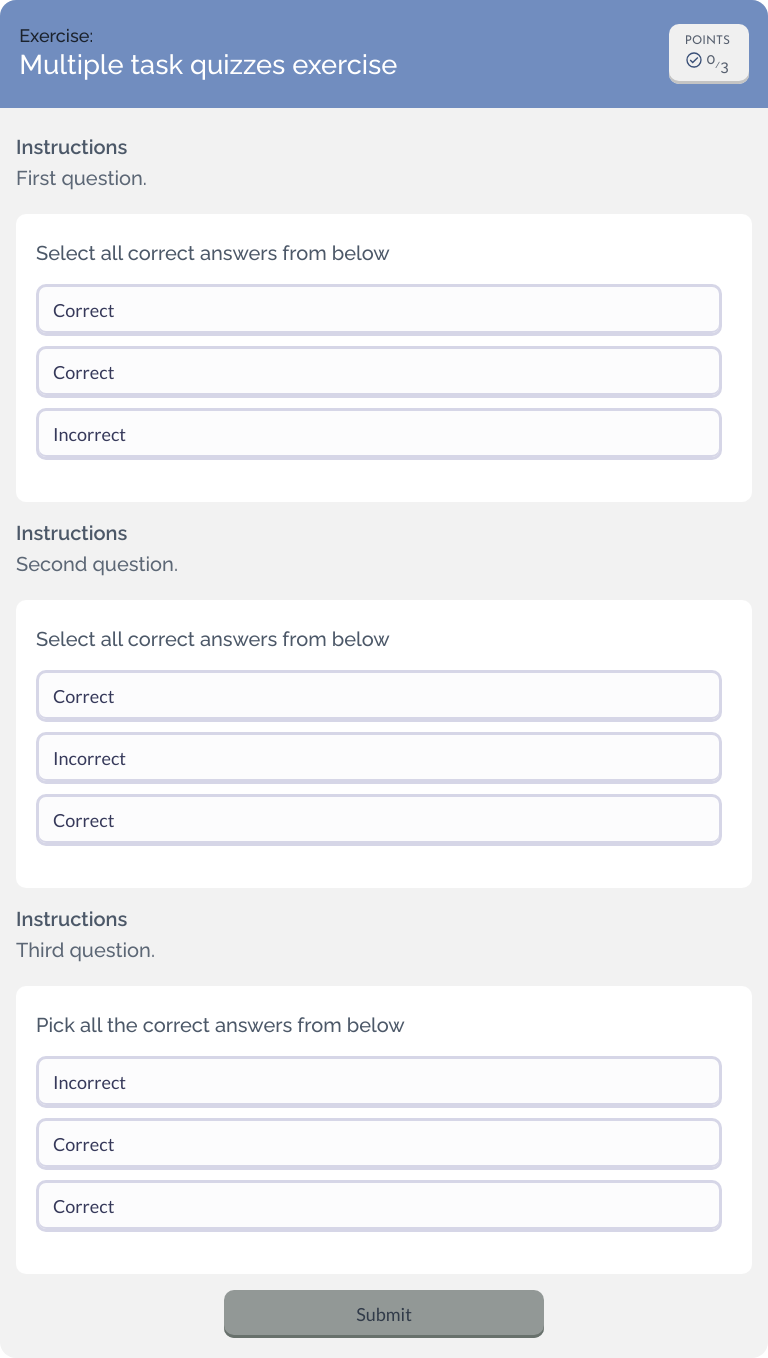 Exercise:
Multiple task quizzes exercise
POINTS
0/3
Instructions
First question.
Select all correct answers from below
Correct
Correct
Incorrect
Instructions
Second question.
Select all correct answers from below
Correct
Incorrect
Correct
Instructions
Third question.
Pick all the correct answers from below
Incorrect
Correct
Correct
Submit